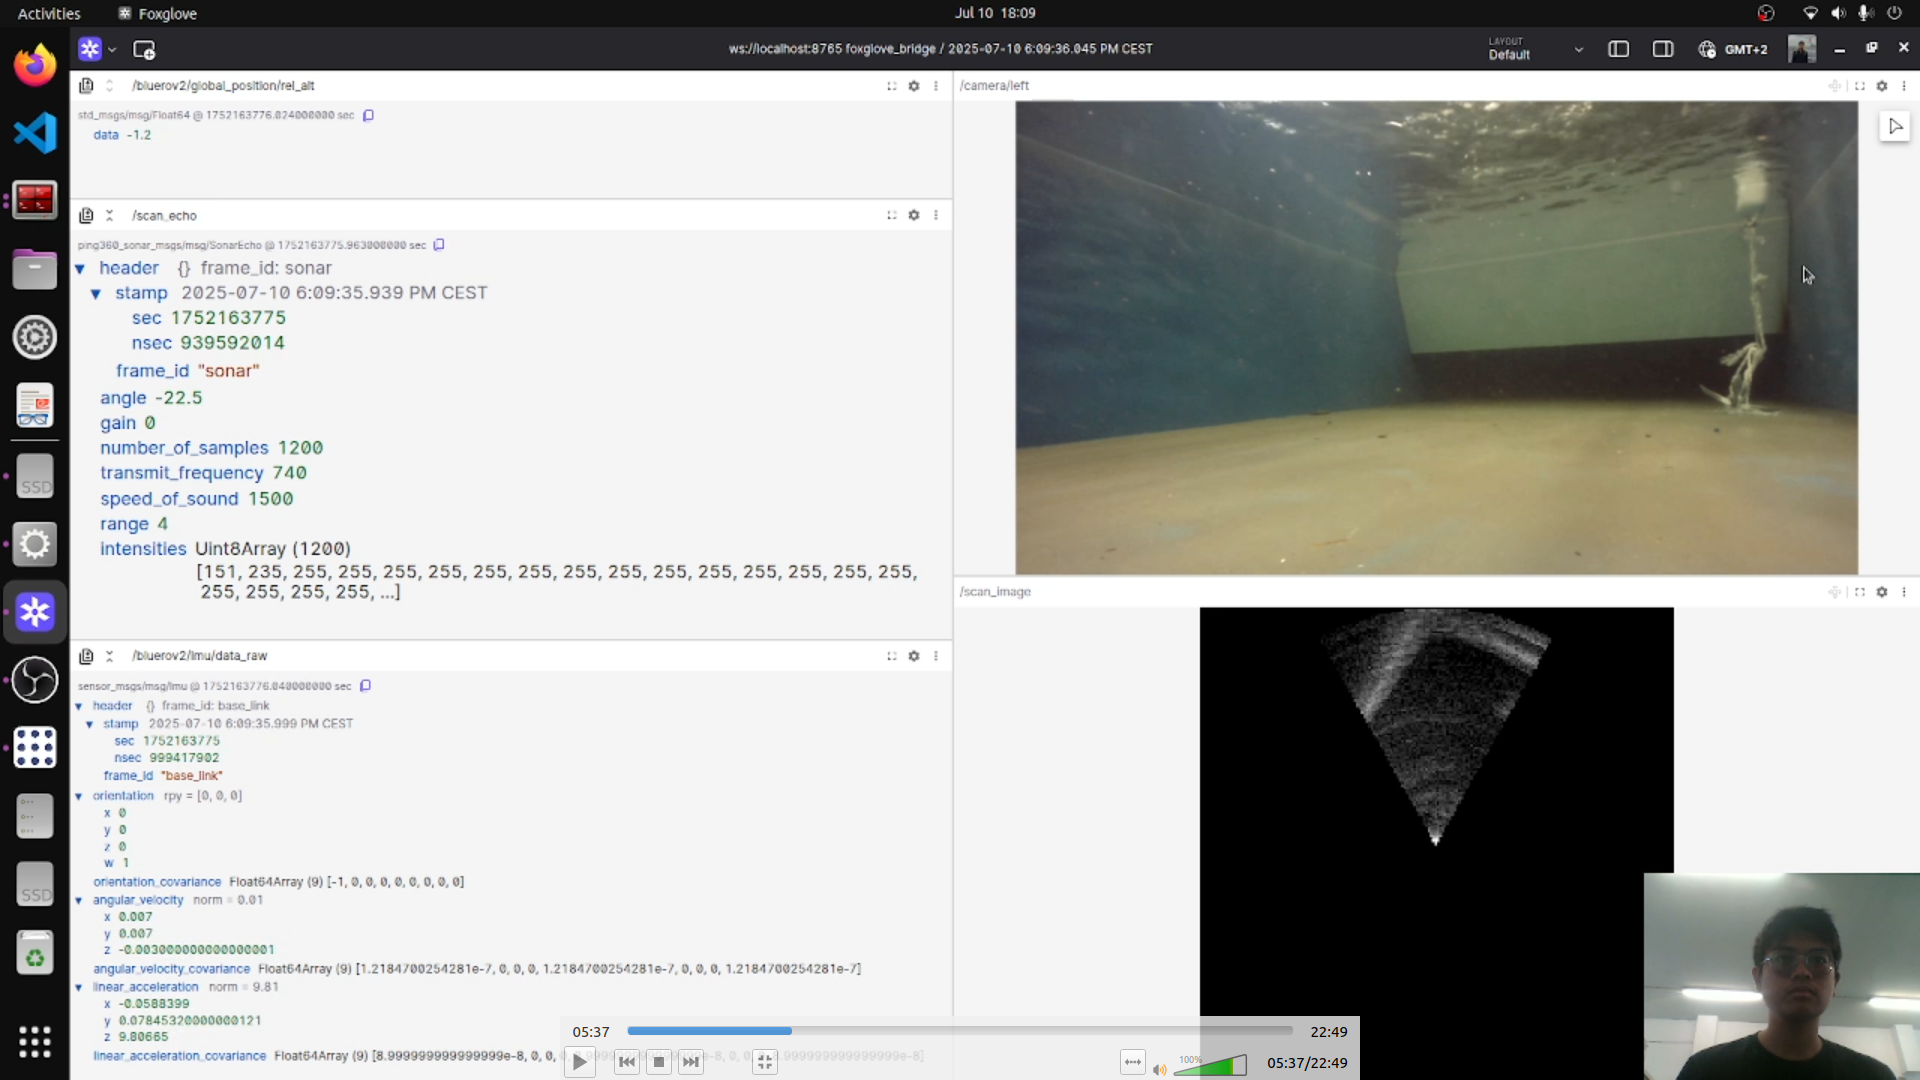 Activities Foxglove Jul 10 18:09
ws://localhost:8765 foxglove_bridge / 2025-07-10 6:09:36.045 PM CEST LAYOUT Default GMT+2
/bluerov2/global_position/rel_alt
std_msgs/msg/Float64 @ 1752163776.024000000 sec
data -1.2
/scan_echo
ping360_sonar_msgs/msg/SonarEcho @ 1752163775.963000000 sec
header {} frame_id: sonar
stamp 2025-07-10 6:09:35.939 PM CEST
sec 1752163775
nsec 939592014
frame_id "sonar"
angle -22.5
gain 0
number_of_samples 1200
transmit_frequency 740
speed_of_sound 1500
range 4
intensities Uint8Array (1200)
[151, 235, 255, 255, 255, 255, 255, 255, 255, 255, 255, 255, 255, 255, 255, 255,
255, 255, 255, 255, ...]
/bluerov2/imu/data_raw
sensor_msgs/msg/Imu @ 1752163776.040000000 sec
header {} frame_id: base_link
stamp 2025-07-10 6:09:35.999 PM CEST
sec 1752163775
nsec 999417902
frame_id "base_link"
orientation rpy = [0, 0, 0]
x 0
y 0
z 0
w 1
orientation_covariance Float64Array (9) [-1, 0, 0, 0, 0, 0, 0, 0, 0]
angular_velocity norm = 0.01
x 0.007
y 0.007
z -0.003000000000000001
angular_velocity_covariance Float64Array (9) [1.2184700254281e-7, 0, 0, 0, 1.2184700254281e-7, 0, 0, 0, 1.2184700254281e-7]
linear_acceleration norm = 9.81
x -0.0588399
y 0.07845320000000121
z 9.80665
linear_acceleration_covariance Float64Array (9) [8.999999999999999e-8, 0, 0,
/camera/left
/scan_image
SSD
SSD
05:37 22:49
100% 05:37/22:49